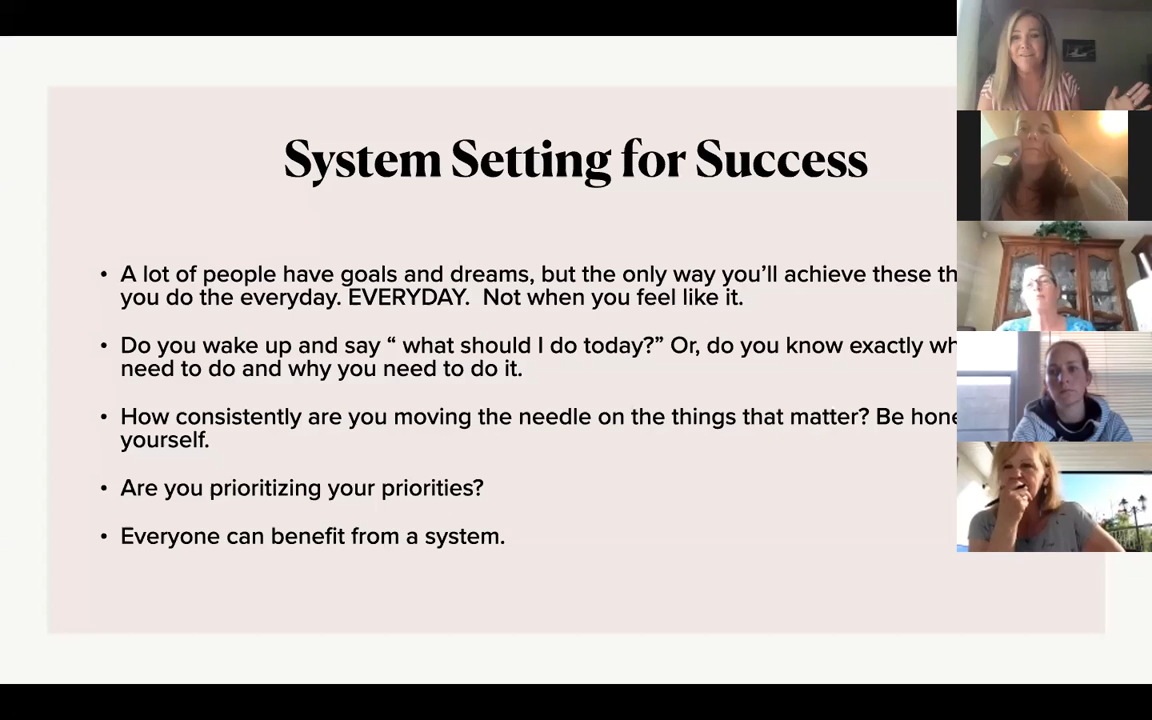 System Setting for Success
• A lot of people have goals and dreams, but the only way you’ll achieve these
you do the everyday. EVERYDAY.  Not when you feel like it.
• Do you wake up and say “ what should I do today?” Or, do you know exactly
need to do and why you need to do it.
• How consistently are you moving the needle on the things that matter? Be
yourself.
• Are you prioritizing your priorities?
• Everyone can benefit from a system.